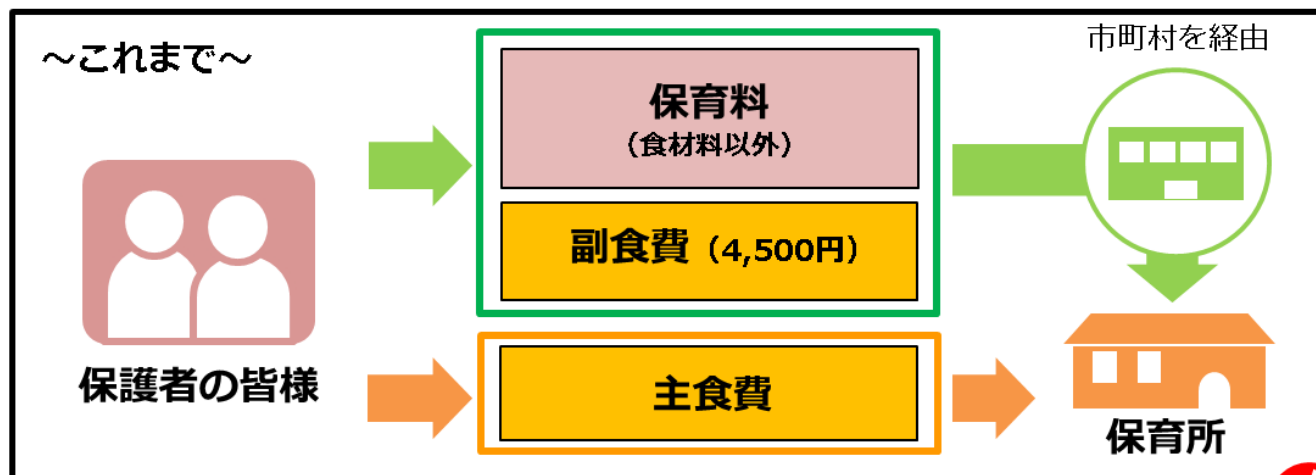 ～これまで～
市町村を経由
保育料
（食材料以外）
副食費（4,500円）
保護者の皆様
主食費
保育所